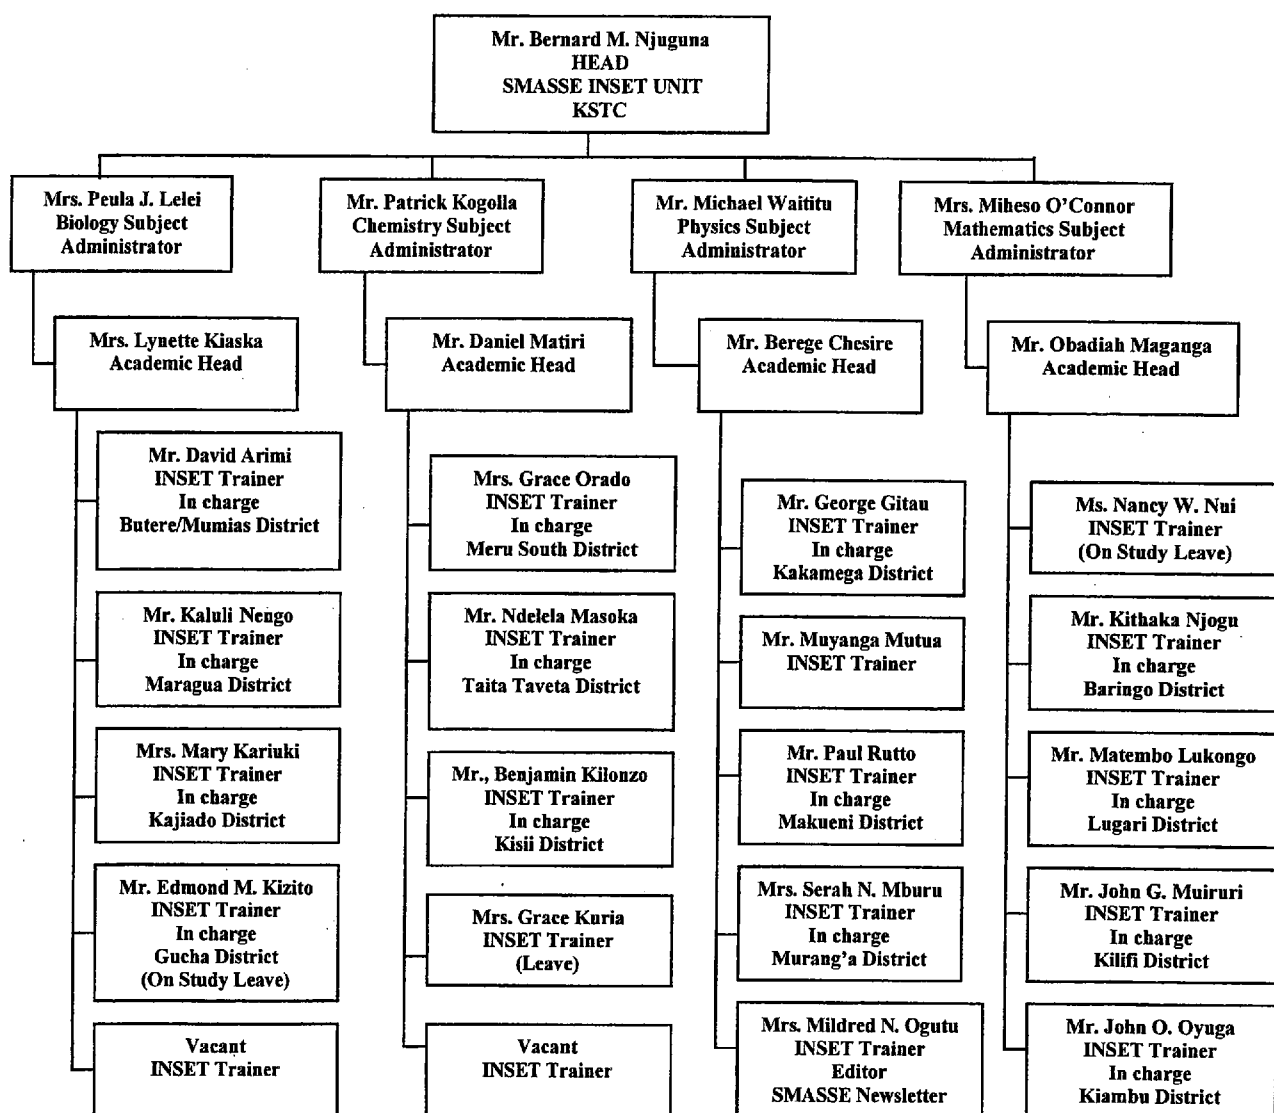 Mr. Bernard M. Njuguna
HEAD
SMASSE INSET UNIT
KSTC
Mrs. Peula J. Lelei
Biology Subject
Administrator
Mr. Patrick Kogolla
Chemistry Subject
Administrator
Mr. Michael Waititu
Physics Subject
Administrator
Mrs. Miheso O'Connor
Mathematics Subject
Administrator
Mrs. Lynette Kiaska
Academic Head
Mr. Daniel Matiri
Academic Head
Mr. Berege Chesire
Academic Head
Mr. Obadiah Maganga
Academic Head
Mr. David Arimi
INSET Trainer
In charge
Butere/Mumias District
Mrs. Grace Orado
INSET Trainer
In charge
Meru South District
Mr. George Gitau
INSET Trainer
In charge
Kakamega District
Ms. Nancy W. Nui
INSET Trainer
(On Study Leave)
Mr. Kaluli Nengo
INSET Trainer
In charge
Maragua District
Mr. Ndelela Masoka
INSET Trainer
In charge
Taita Taveta District
Mr. Muyanga Mutua
INSET Trainer
Mr. Kithaka Njogu
INSET Trainer
In charge
Baringo District
Mrs. Mary Kariuki
INSET Trainer
In charge
Kajiado District
Mr., Benjamin Kilonzo
INSET Trainer
In charge
Kisii District
Mr. Paul Rutto
INSET Trainer
In charge
Makueni District
Mr. Matembo Lukongo
INSET Trainer
In charge
Lugari District
Mr. Edmond M. Kizito
INSET Trainer
In charge
Gucha District
(On Study Leave)
Mrs. Grace Kuria
INSET Trainer
(Leave)
Mrs. Serah N. Mburu
INSET Trainer
In charge
Murang'a District
Mr. John G. Muiruri
INSET Trainer
In charge
Kilifi District
Vacant
INSET Trainer
Vacant
INSET Trainer
Mrs. Mildred N. Ogutu
INSET Trainer
Editor
SMASSE Newsletter
Mr. John O. Oyuga
INSET Trainer
In charge
Kiambu District